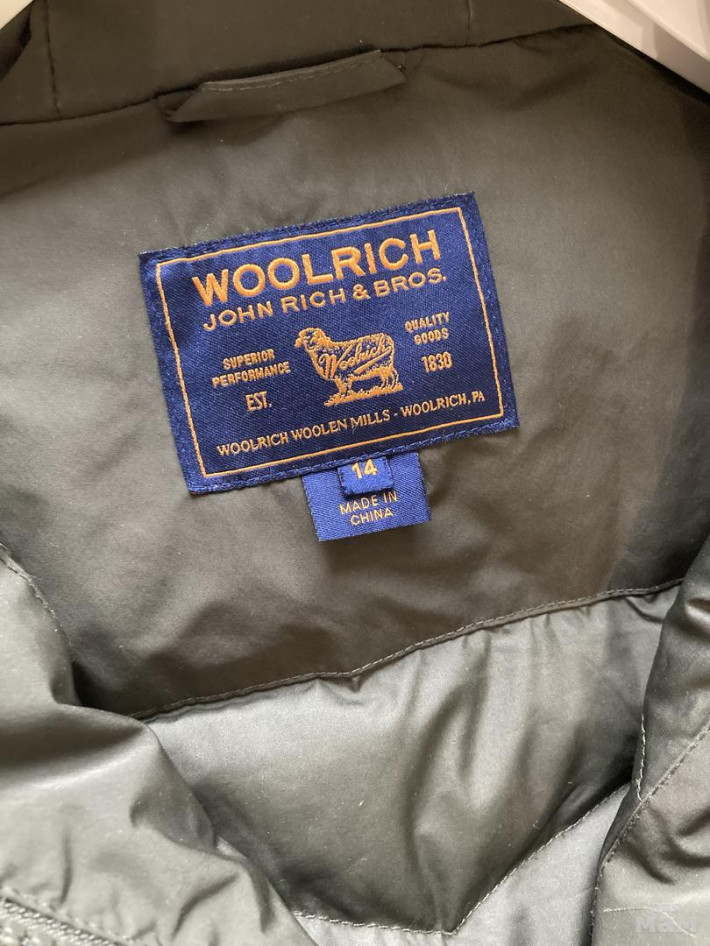 WOOLRICH
JOHN RICH & BROS.
SUPERIOR
PERFORMANCE
EST.
Woolrich
QUALITY
GOODS
1830
WOOLRICH WOOLEN MILLS - WOOLRICH, PA
14
MADE IN
CHINA